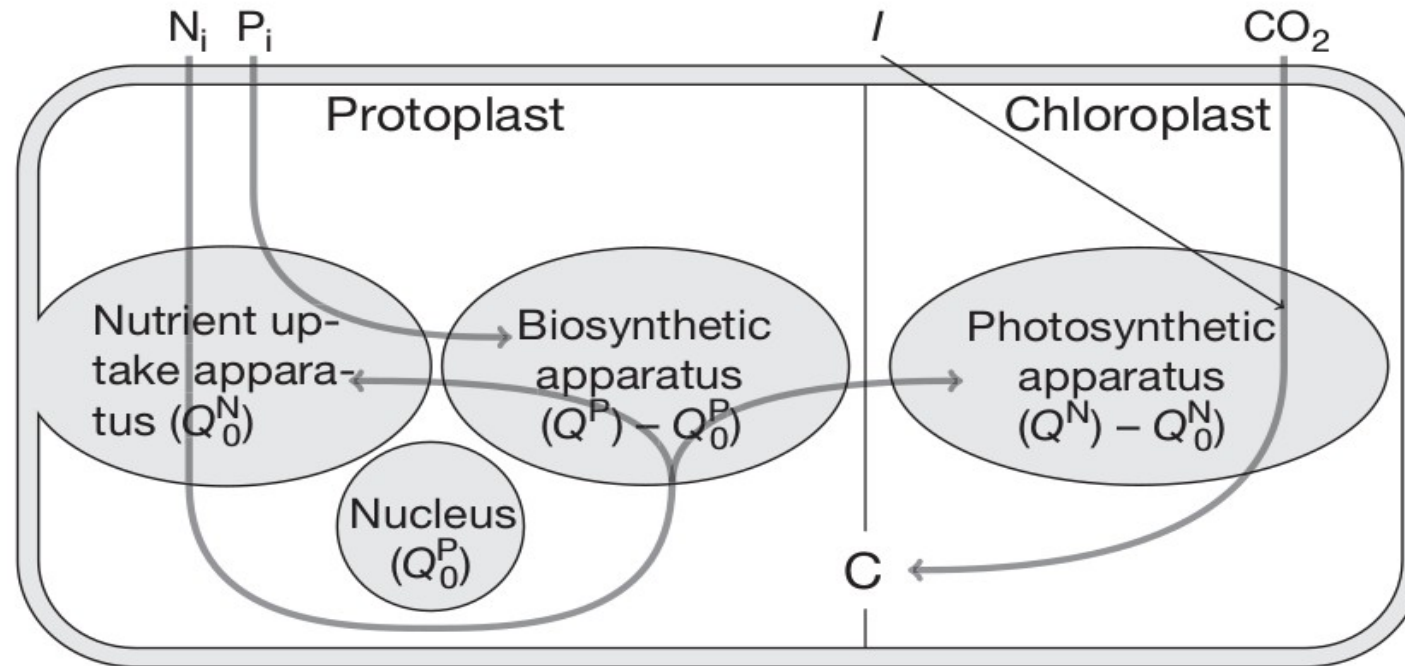 Nᵢ Pᵢ I CO₂
Protoplast
Chloroplast
Nutrient up-
take appara-
tus (Q₀ᴺ)
Biosynthetic
apparatus
(Qᴾ) – Q₀ᴾ)
Photosynthetic
apparatus
(Qᴺ) – Q₀ᴺ)
Nucleus
(Q₀ᴾ)
C